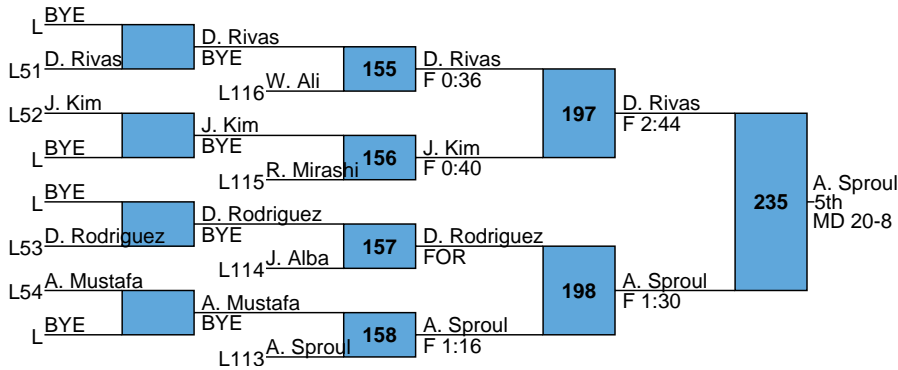 L BYE
L51 D. Rivas
D. Rivas
BYE
L116 W. Ali
155
D. Rivas
F 0:36
L52 J. Kim
L BYE
J. Kim
BYE
L115 R. Mirashi
156
J. Kim
F 0:40
197
D. Rivas
F 2:44
L BYE
L53 D. Rodriguez
D. Rodriguez
BYE
L114 J. Alba
157
D. Rodriguez
FOR
L54 A. Mustafa
L BYE
A. Mustafa
BYE
L113 A. Sproul
158
A. Sproul
F 1:16
198
A. Sproul
F 1:30
235
A. Sproul
5th
MD 20-8